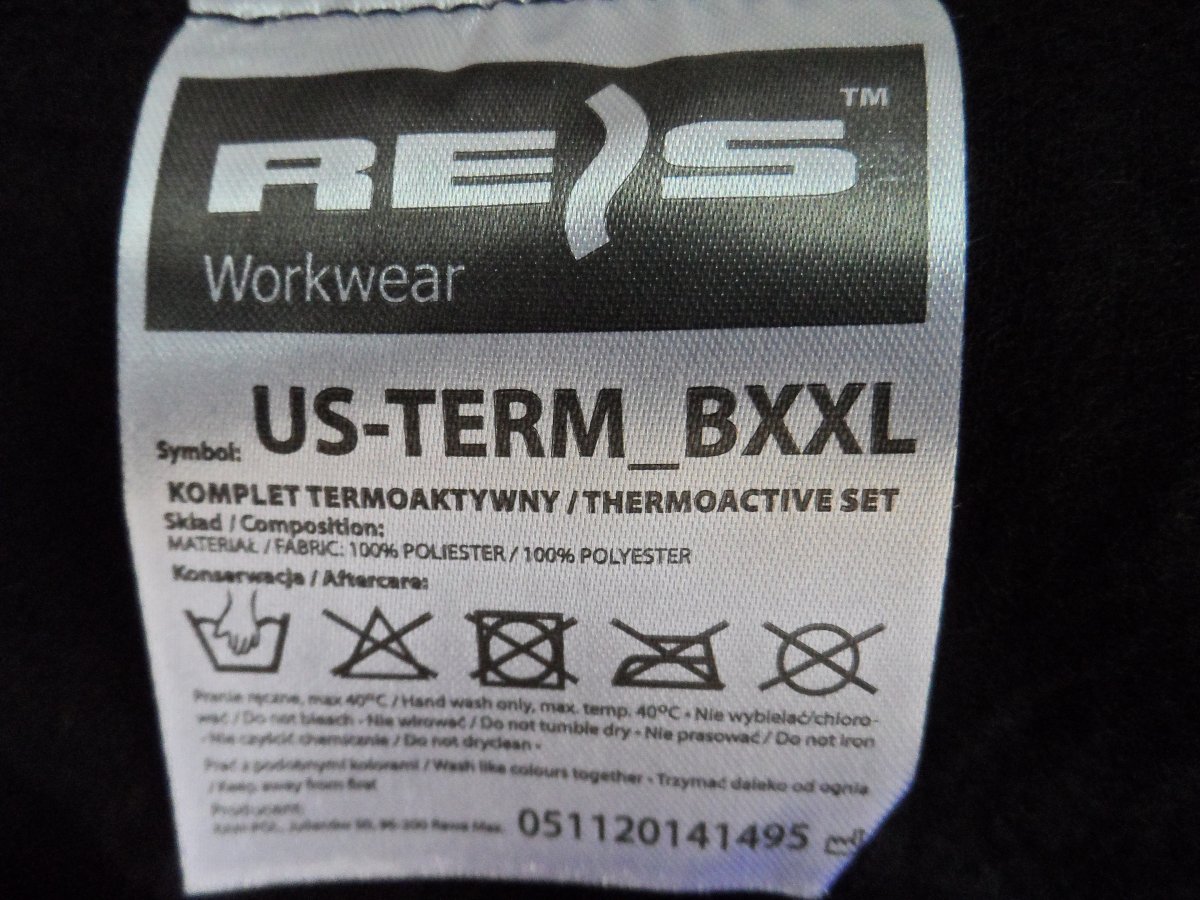 REIS™
Workwear
Symbol: US-TERM_BXXL
KOMPLET TERMOAKTYWNY / THERMOACTIVE SET
Skład / Composition:
MATERIAŁ / FABRIC: 100% POLIESTER / 100% POLYESTER
Konserwacja / Aftercare:
Pranie ręczne, max 40°C / Hand wash only, max. temp. 40°C • Nie wybielać/chloro-
wać / Do not bleach • Nie wirować / Do not tumble dry • Nie prasować / Do not iron
• Nie czyścić chemicznie / Do not dryclean •
Prać z podobnymi kolorami / Wash like colours together • Trzymać daleko od ognia
/ Keep away from fire
Producent:
Rawa Maz. 051120141495